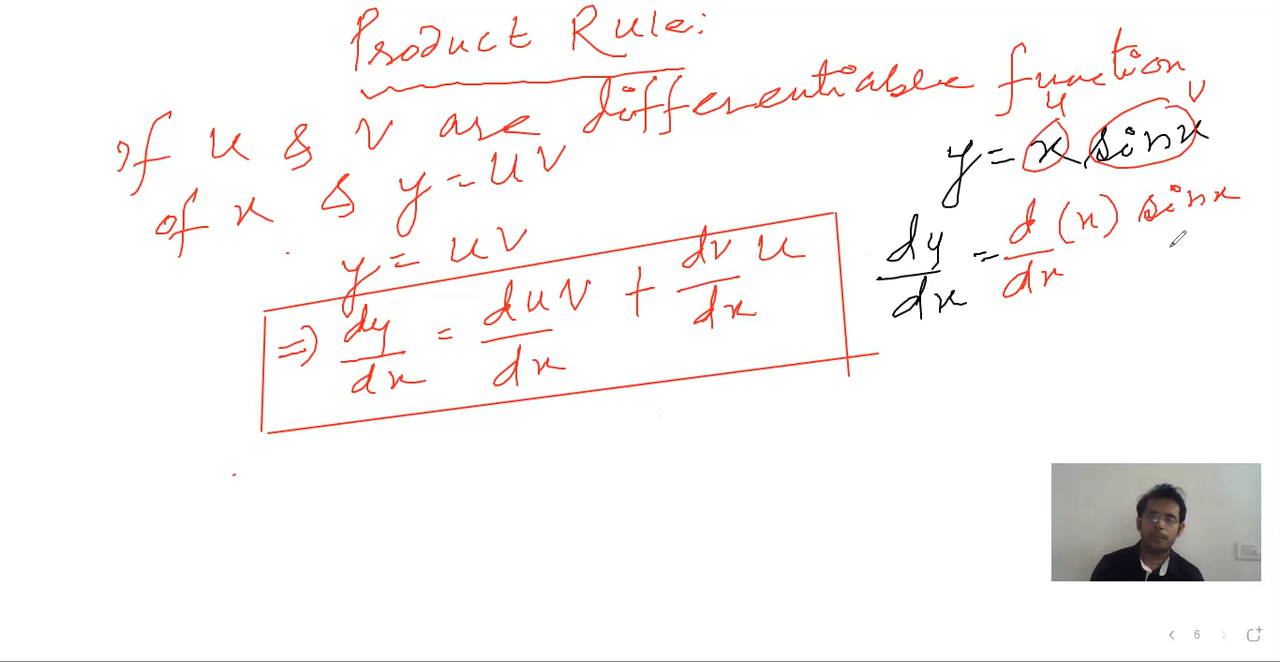 Product Rule:
If u & v are differentiable function
of x & y = uv
y = uv
⇒ dy/dx = du/dx v + dv/dx u
u v
y = x sinx
dy/dx = d/dx (x) sinx
6